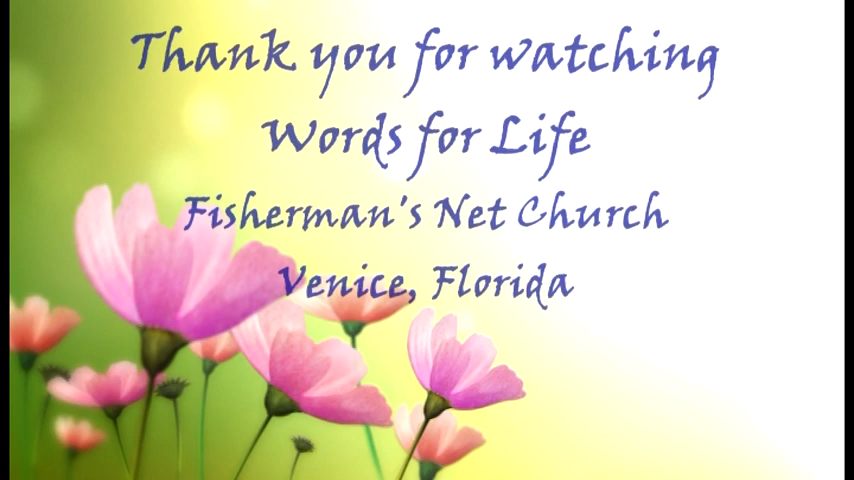 Thank you for watching
Words for Life
Fisherman's Net Church
Venice, Florida